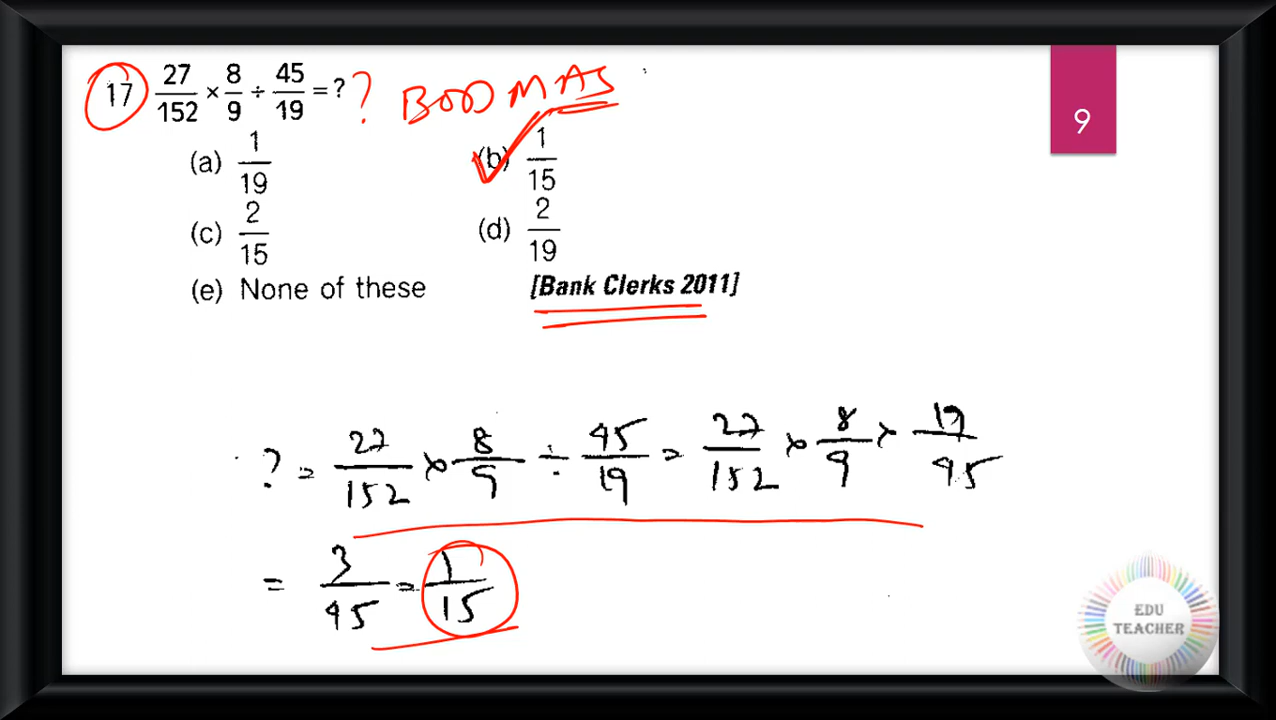 17 27/152 × 8/9 ÷ 45/19 = ? ? BODMAS
9
(a) 1/19 (b) 1/15
(c) 2/15 (d) 2/19
(e) None of these [Bank Clerks 2011]
? = 27/152 × 8/9 ÷ 45/19 = 27/152 × 8/9 × 19/45
= 3/45 = 1/15
EDU
TEACHER